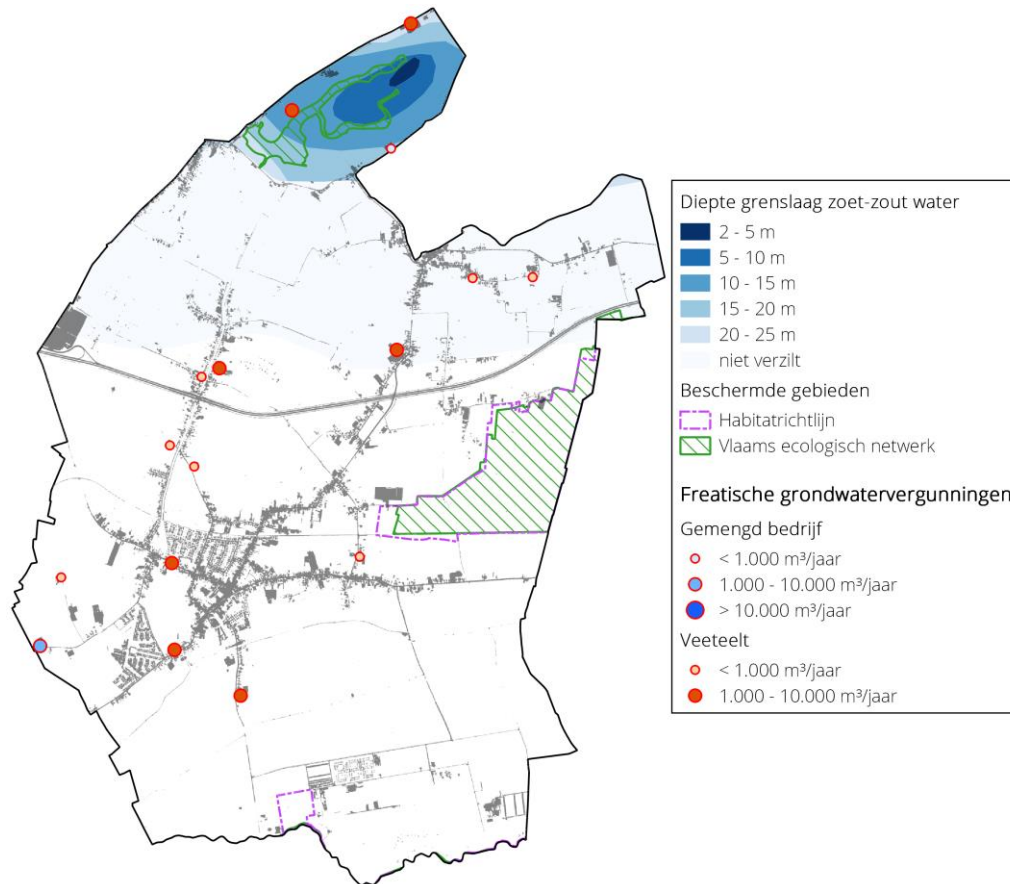 Diepte grenslaag zoet-zout water
2 - 5 m
5 - 10 m
10 - 15 m
15 - 20 m
20 - 25 m
niet verzilt
Beschermde gebieden
Habitatrichtlijn
Vlaams ecologisch netwerk
Freatische grondwatervergunningen
Gemengd bedrijf
< 1.000 m³/jaar
1.000 - 10.000 m³/jaar
> 10.000 m³/jaar
Veeteelt
< 1.000 m³/jaar
1.000 - 10.000 m³/jaar